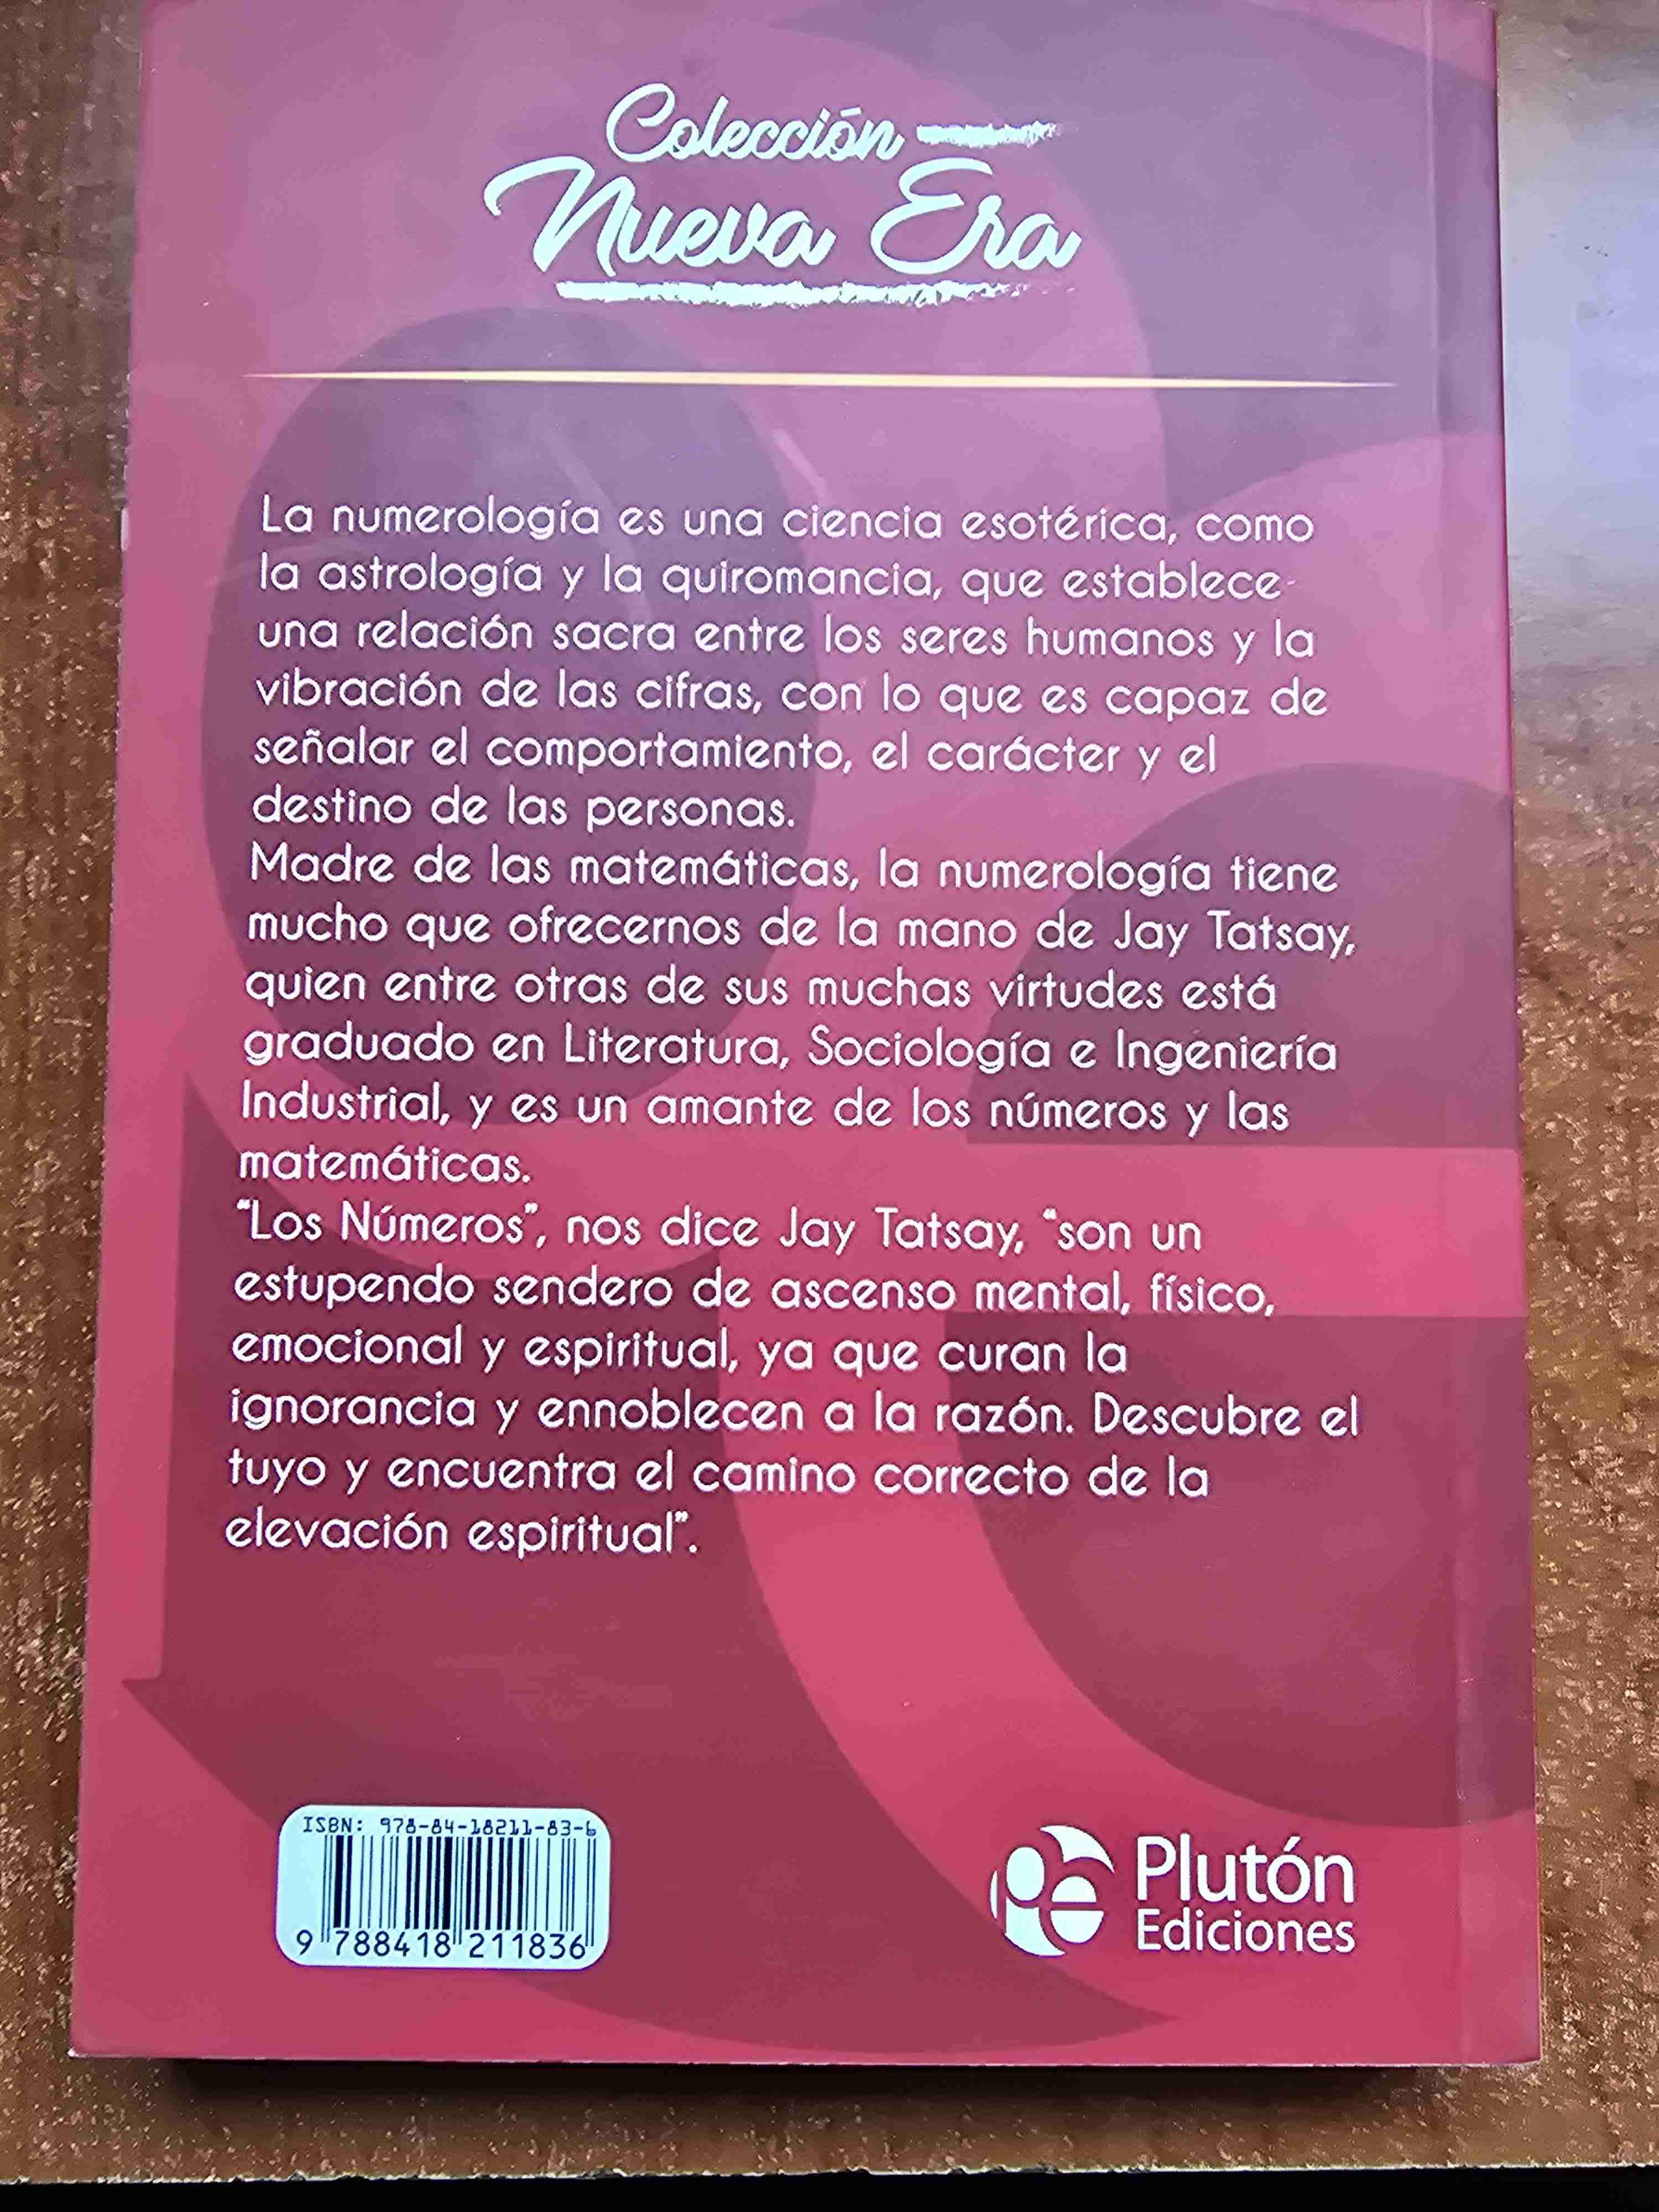 Colección
Nueva Era
La numerología es una ciencia esotérica, como
la astrología y la quiromancia, que establece
una relación sacra entre los seres humanos y la
vibración de las cifras, con lo que es capaz de
señalar el comportamiento, el carácter y el
destino de las personas.
Madre de las matemáticas, la numerología tiene
mucho que ofrecernos de la mano de Jay Tatsay,
quien entre otras de sus muchas virtudes está
graduado en Literatura, Sociología e Ingeniería
Industrial, y es un amante de los números y las
matemáticas.
“Los Números”, nos dice Jay Tatsay, “son un
estupendo sendero de ascenso mental, físico,
emocional y espiritual, ya que curan la
ignorancia y ennoblecen a la razón. Descubre el
tuyo y encuentra el camino correcto de la
elevación espiritual”.
ISBN: 978-84-18211-83-6
9 788418 211836
Plutón
Ediciones